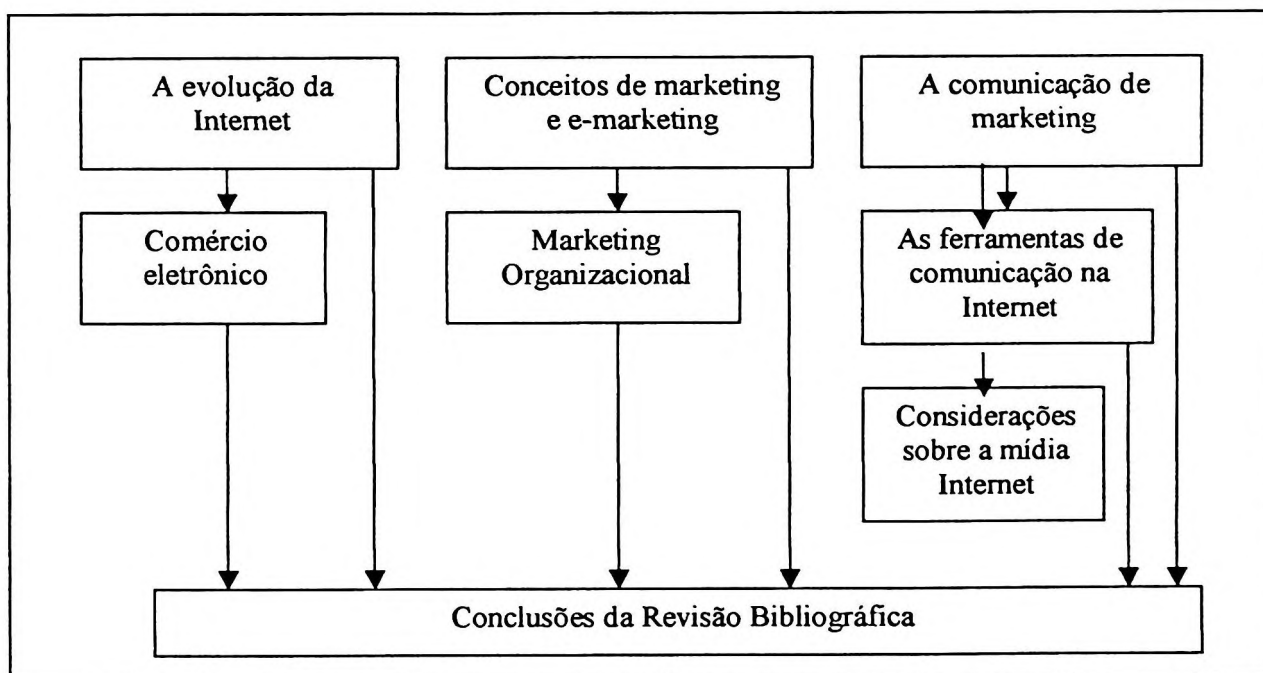 A evolução da
Internet
Conceitos de marketing
e e-marketing
A comunicação de
marketing
Comércio
eletrônico
Marketing
Organizacional
As ferramentas de
comunicação na
Internet
Considerações
sobre a mídia
Internet
Conclusões da Revisão Bibliográfica